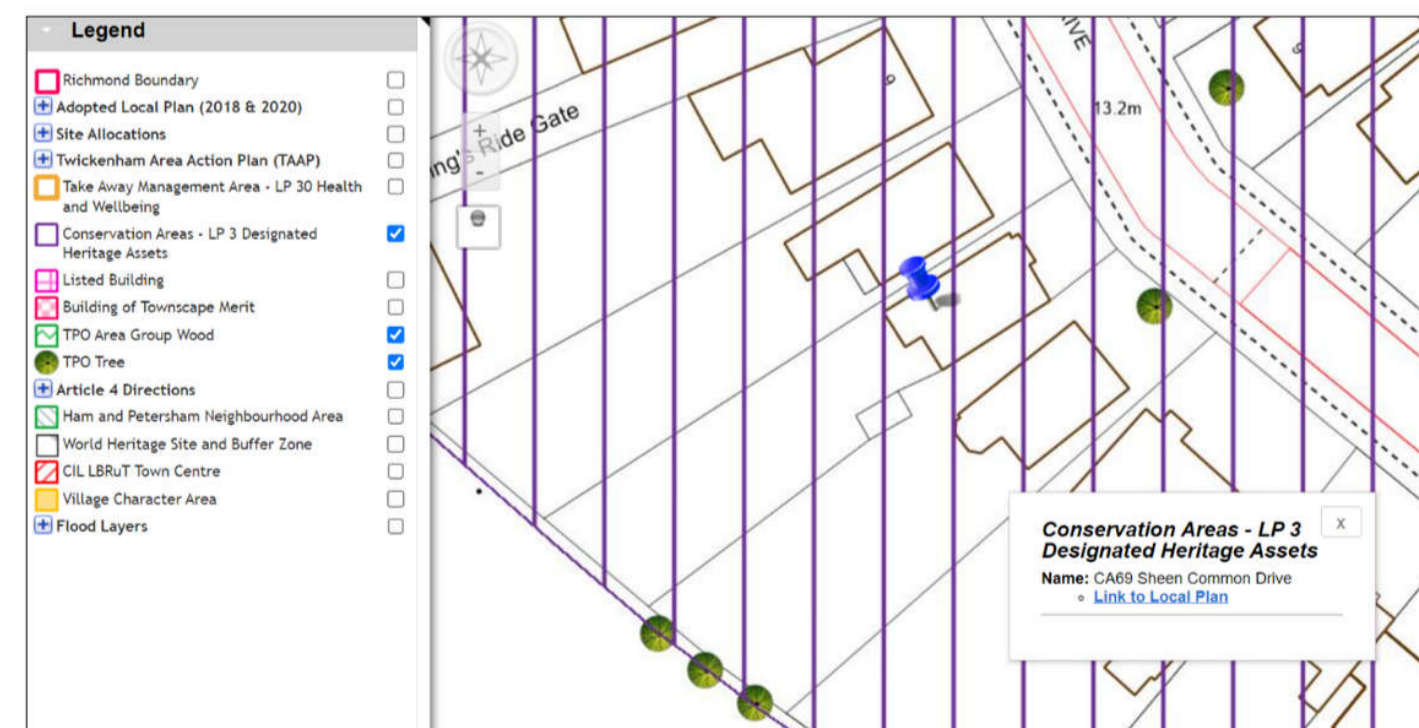 Legend
Richmond Boundary
Adopted Local Plan (2018 & 2020)
Site Allocations
Twickenham Area Action Plan (TAAP)
Take Away Management Area - LP 30 Health
and Wellbeing
Conservation Areas - LP 3 Designated
Heritage Assets
Listed Building
Building of Townscape Merit
TPO Area Group Wood
TPO Tree
Article 4 Directions
Ham and Petersham Neighbourhood Area
World Heritage Site and Buffer Zone
CIL LBRuT Town Centre
Village Character Area
Flood Layers
+
-
ing's Ride Gate
9
IVE
13.2m
9
Conservation Areas - LP 3
Designated Heritage Assets
X
Name: CA69 Sheen Common Drive
Link to Local Plan